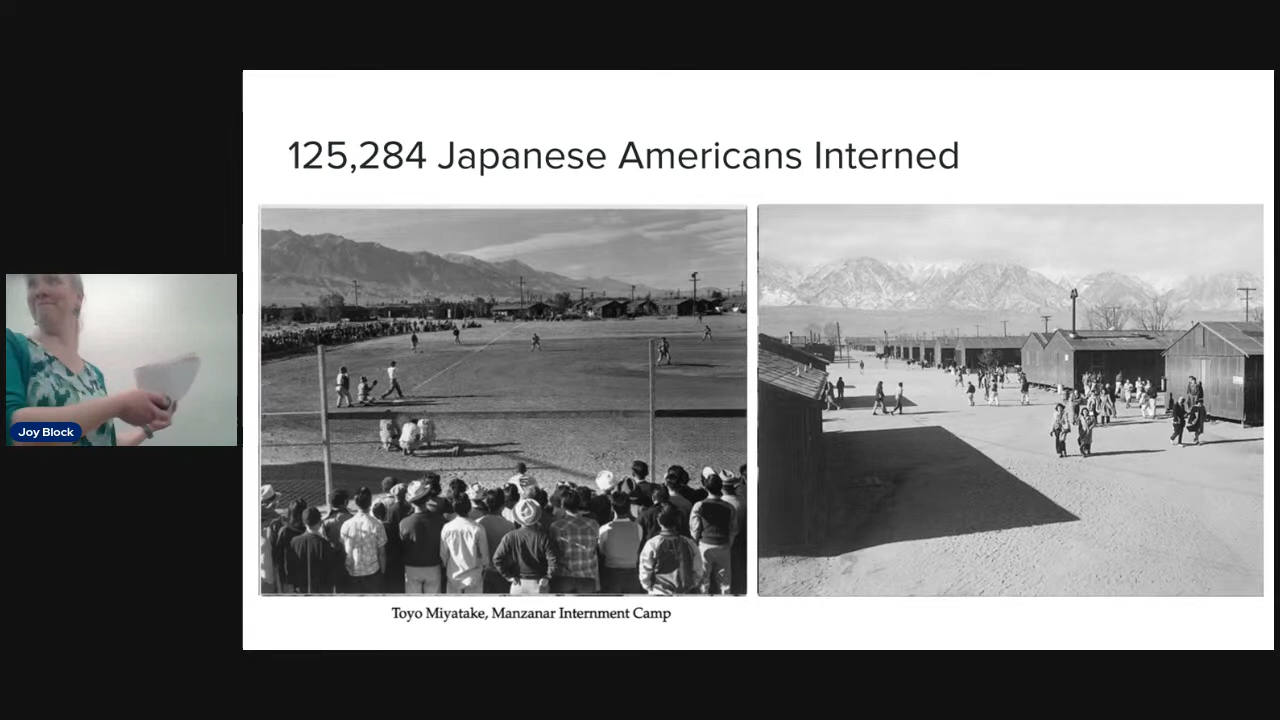 125,284 Japanese Americans Interned
Joy Block
Toyo Miyatake, Manzanar Internment Camp